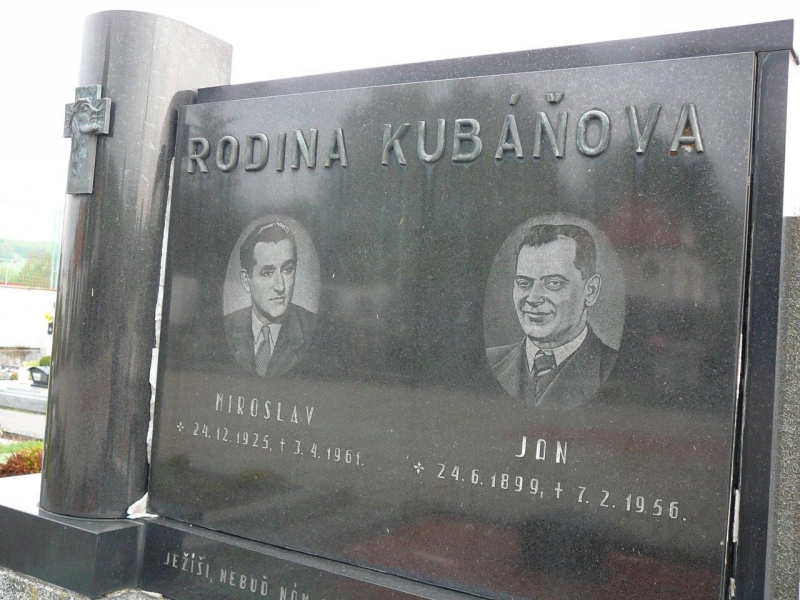 RODINA KUBÁŇOVA
MIROSLAV
✢ 24.12.1925, ✝ 3.4.1961.
JAN
✢ 24.6.1899, ✝ 7.2.1956.
JEŽÍŠI, NEBUĎ NÁM